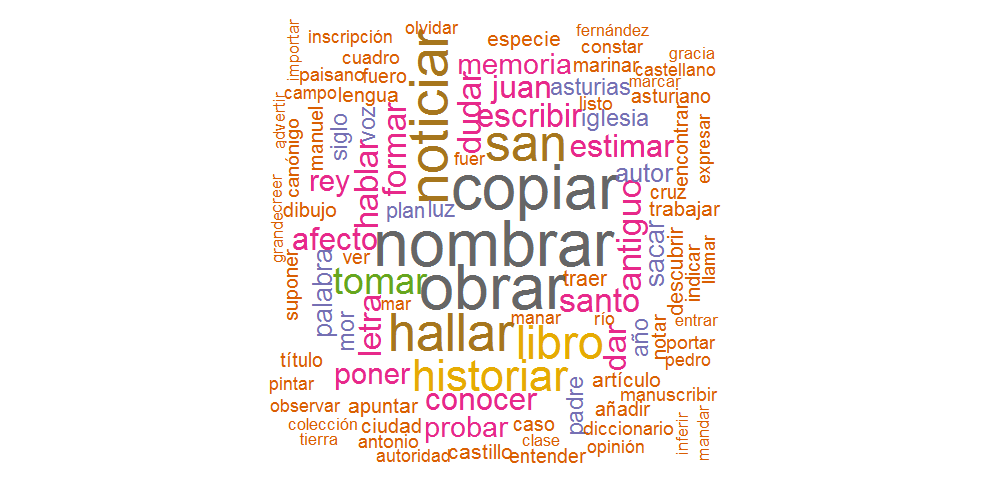 importar
inscripción
olvidar
especie
fernández
constar
gracia
cuadro
noticiar
memoria
marinar
castellano
paisano
fuero
juan
asturias
marcar
campo
lengua
dudar
listo
asturiano
advertir
canónigo
manuel
siglo
voz
formar
escribir
iglesia
encontrar
expresar
san
estimar
hablar
fuer
autor
rey
copiar
cruz
grandecreer
dibujo
plan
luz
antiguo
trabajar
afecto
nombrar
sacar
descubrir
indicar
llamar
suponer
palabra
ver
tomar
obrar
traer
mor
letra
mar
santo
hallar
manar
río
dar
año
notar
entrar
libro
portar
título
poner
historiar
pedro
pintar
padre
artículo
manuscribir
observar
apuntar
conocer
añadir
colección
ciudad
probar
caso
diccionario
inferir
mandar
tierra
antonio
clase
opinión
autoridad
castillo
entender